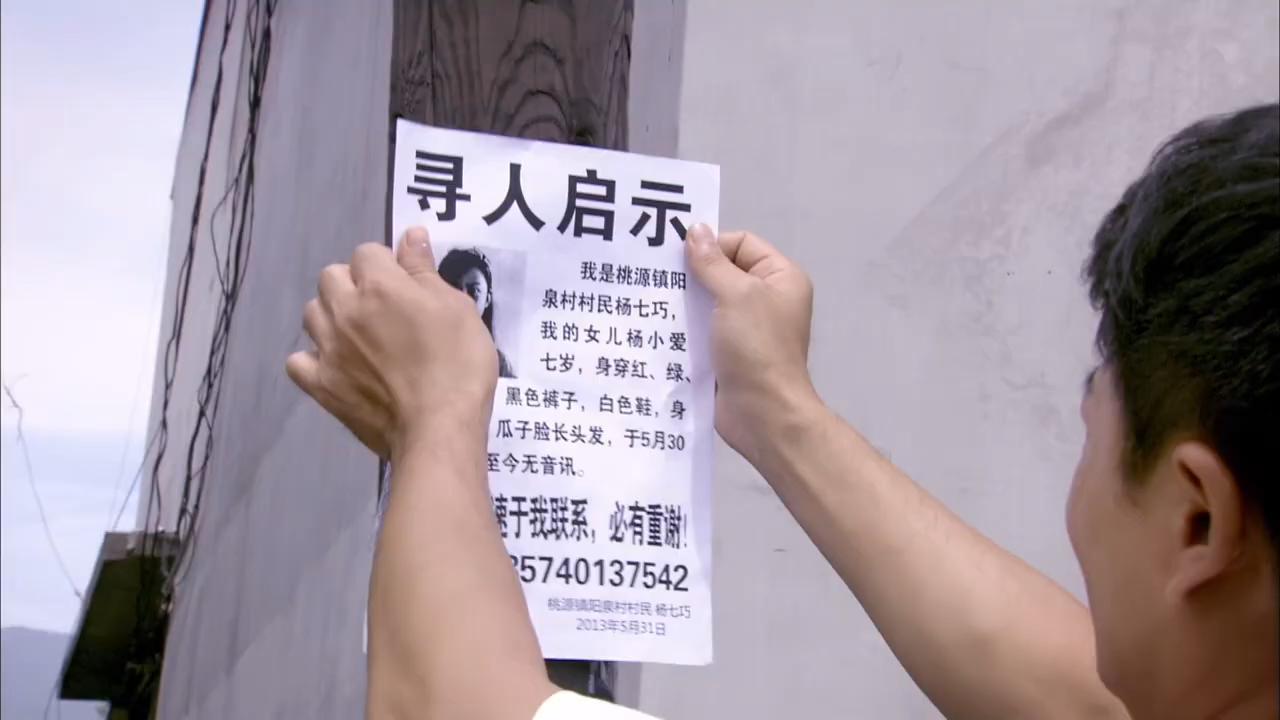 寻人启示
我是桃源镇阳
泉村村民杨七巧，
我的女儿杨小爱
七岁，身穿红、绿、
黑色裤子，白色鞋，身
瓜子脸长头发，于5月30
至今无音讯。
速于我联系，必有重谢！
5740137542
桃源镇阳泉村村民 杨七巧
2013年5月31日